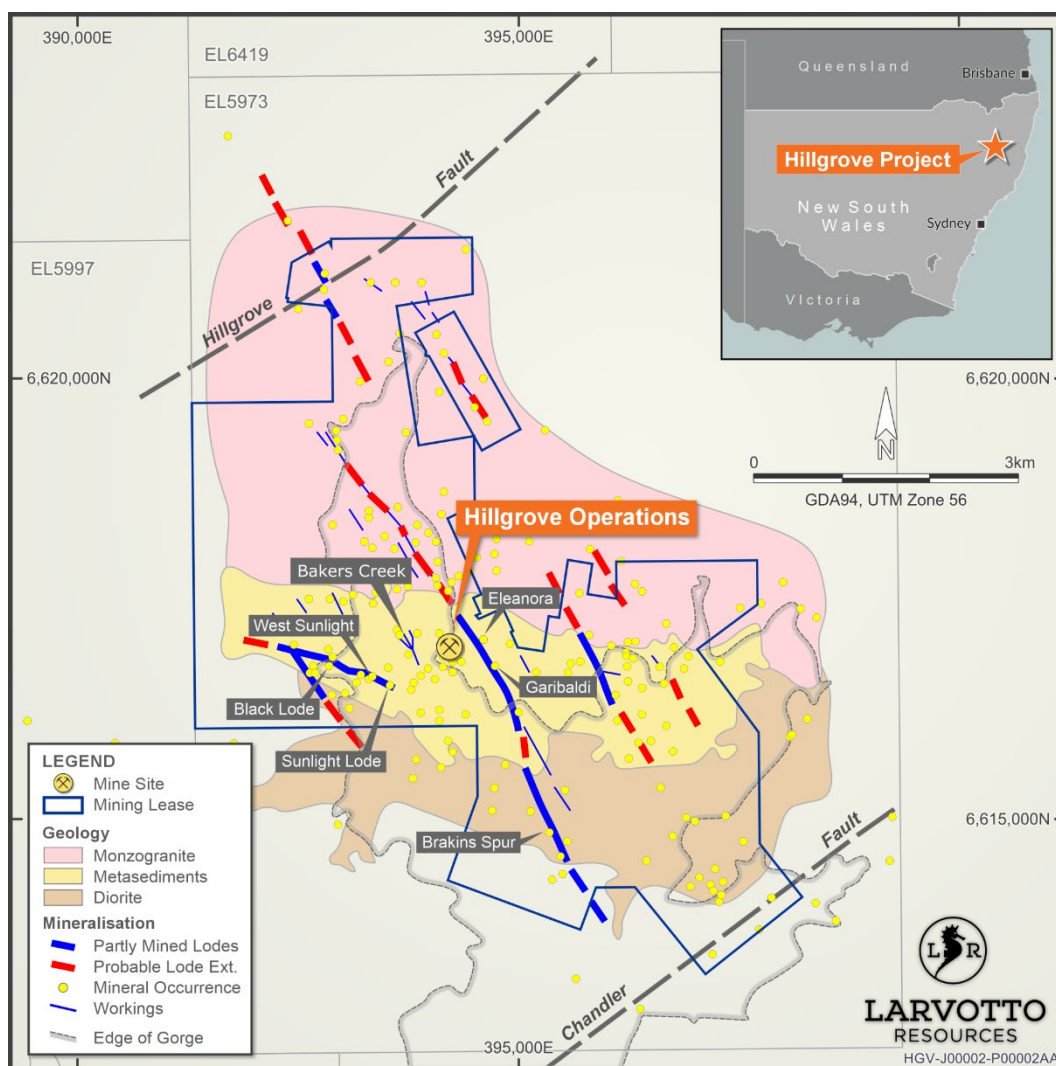 390,000E
395,000E
EL6419
EL5973
EL5997
Hillgrove
Fault
Queensland
Brisbane
Hillgrove Project
New South
Wales
Sydney
Victoria
6,620,000N
6,620,000N
N
0
3km
GDA94, UTM Zone 56
Hillgrove Operations
Bakers Creek
Eleanora
West Sunlight
Garibaldi
Black Lode
Sunlight Lode
Brakins Spur
6,615,000N
Chandler
Fault
395,000E
LEGEND
Mine Site
Mining Lease
Geology
Monzogranite
Metasediments
Diorite
Mineralisation
Partly Mined Lodes
Probable Lode Ext.
Mineral Occurrence
Workings
Edge of Gorge
L R
LARVOTTO
RESOURCES
HGV-J00002-P00002AA